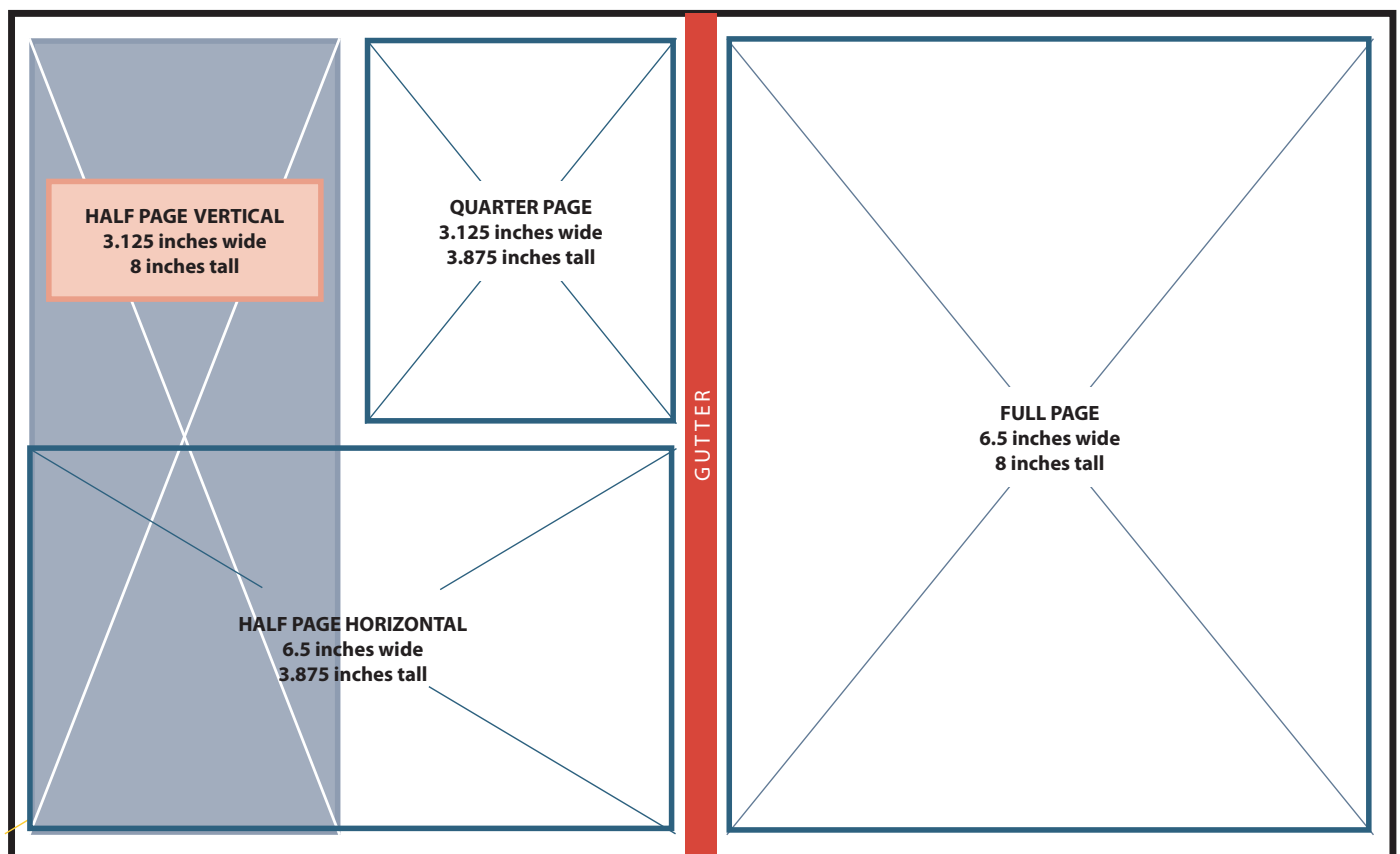 HALF PAGE VERTICAL
3.125 inches wide
8 inches tall
QUARTER PAGE
3.125 inches wide
3.875 inches tall
HALF PAGE HORIZONTAL
6.5 inches wide
3.875 inches tall
GUTTER
FULL PAGE
6.5 inches wide
8 inches tall